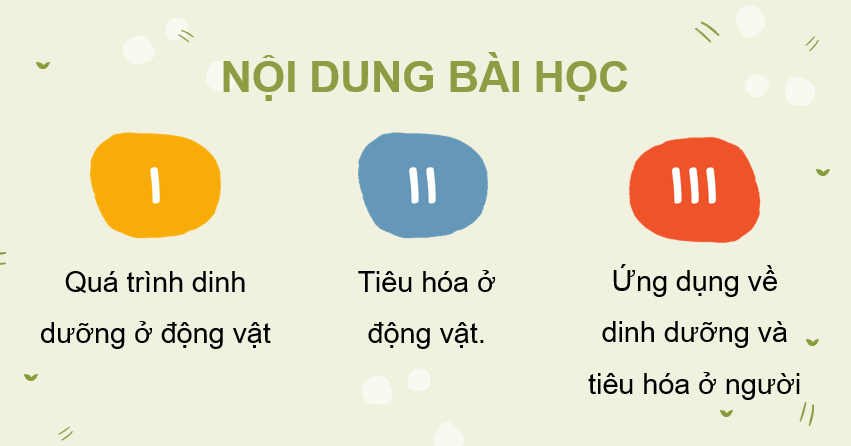 NỘI DUNG BÀI HỌC
I
Quá trình dinh
dưỡng ở động vật
II
Tiêu hóa ở
động vật.
III
Ứng dụng về
dinh dưỡng và
tiêu hóa ở người